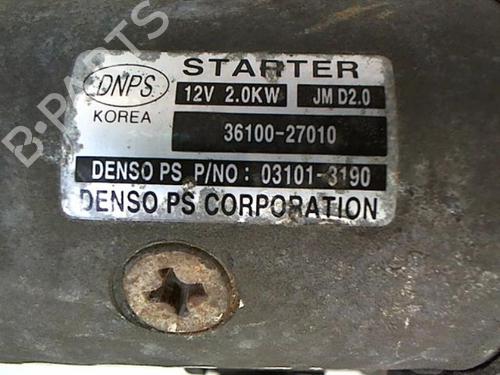 DNPS
KOREA
STARTER
12V 2.0KW JM D2.0
36100-27010
DENSO PS P/NO: 03101-3190
DENSO PS CORPORATION
B-PARTS